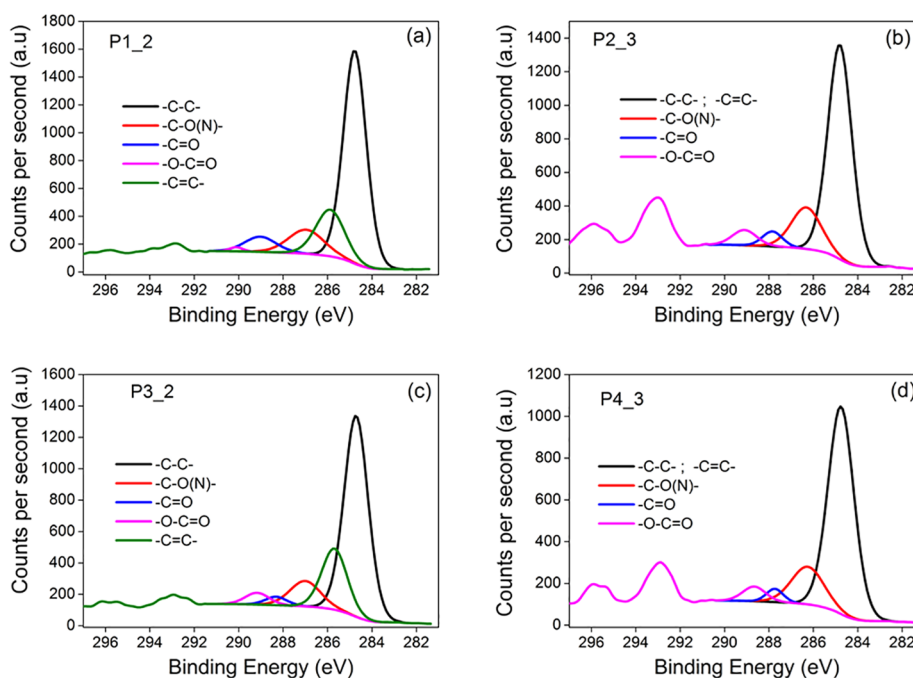 P1_2
(a)
-C-C-
-C-O(N)-
-C=O
-O-C=O
-C=C-
Counts per second (a.u)
1800
1600
1400
1200
1000
800
600
400
200
0
296 294 292 290 288 286 284 282
Binding Energy (eV)
P2_3
(b)
-C-C- ; -C=C-
-C-O(N)-
-C=O
-O-C=O
Counts per second (a.u)
1400
1200
1000
800
600
400
200
0
296 294 292 290 288 286 284 282
Binding Energy (eV)
P3_2
(c)
-C-C-
-C-O(N)-
-C=O
-O-C=O
-C=C-
Counts per second (a.u)
1600
1400
1200
1000
800
600
400
200
0
296 294 292 290 288 286 284 282
Binding Energy (eV)
P4_3
(d)
-C-C- ; -C=C-
-C-O(N)-
-C=O
-O-C=O
Counts per second (a.u)
1200
1000
800
600
400
200
0
296 294 292 290 288 286 284 282
Binding Energy (eV)